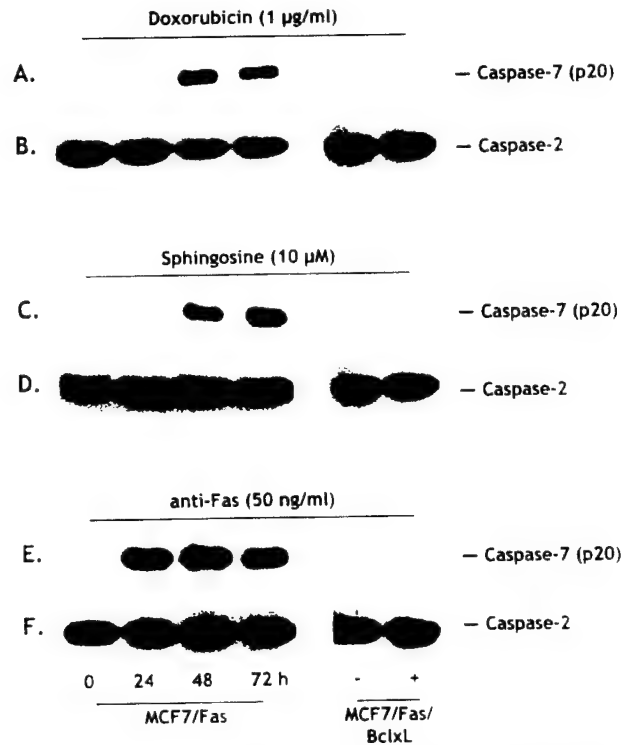 Doxorubicin (1 µg/ml)
A.
– Caspase-7 (p20)
B.
– Caspase-2
Sphingosine (10 µM)
C.
– Caspase-7 (p20)
D.
– Caspase-2
anti-Fas (50 ng/ml)
E.
– Caspase-7 (p20)
F.
– Caspase-2
0 24 48 72 h - +
MCF7/Fas MCF7/Fas/
BclxL